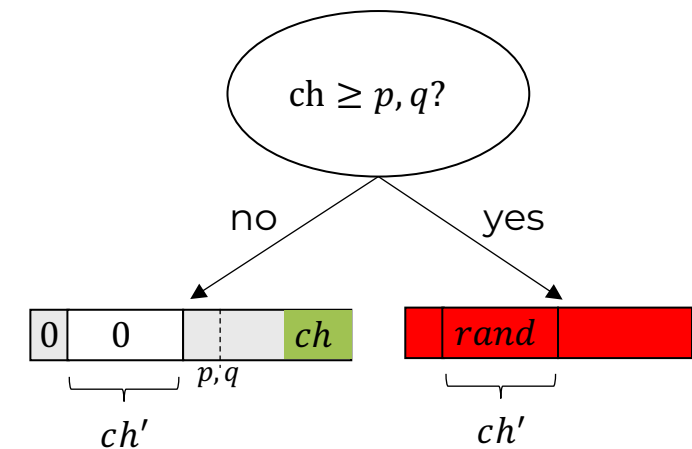 ch ≥ p, q?
no
yes
0
0
ch
rand
p, q
ch′
ch′